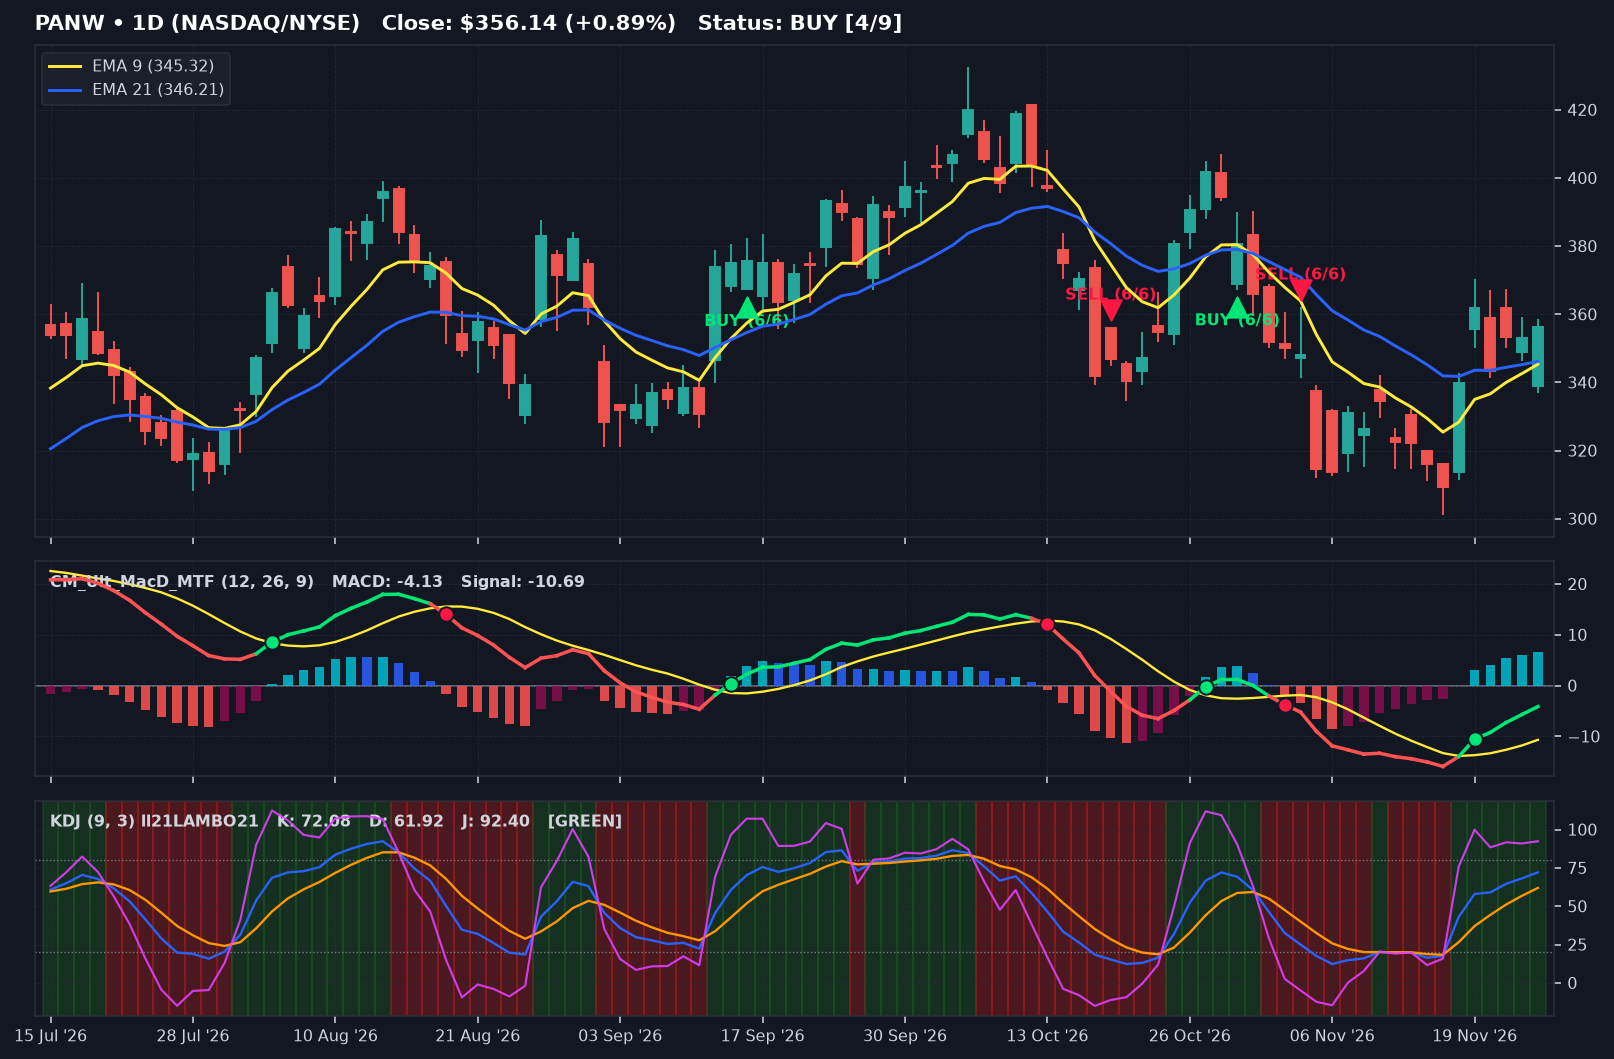 PANW • 1D (NASDAQ/NYSE)   Close: $356.14 (+0.89%)   Status: BUY [4/9]
EMA 9 (345.32)
EMA 21 (346.21)
420
400
380
360
340
320
300
BUY (6/6)
SELL (6/6)
BUY (6/6)
SELL (6/6)
CM_Ult_MacD_MTF (12, 26, 9)   MACD: -4.13   Signal: -10.69
20
10
0
−10
KDJ (9, 3) II21LAMBO21   K: 72.08   D: 61.92   J: 92.40   [GREEN]
100
75
50
25
0
15 Jul '26   28 Jul '26   10 Aug '26   21 Aug '26   03 Sep '26   17 Sep '26   30 Sep '26   13 Oct '26   26 Oct '26   06 Nov '26   19 Nov '26